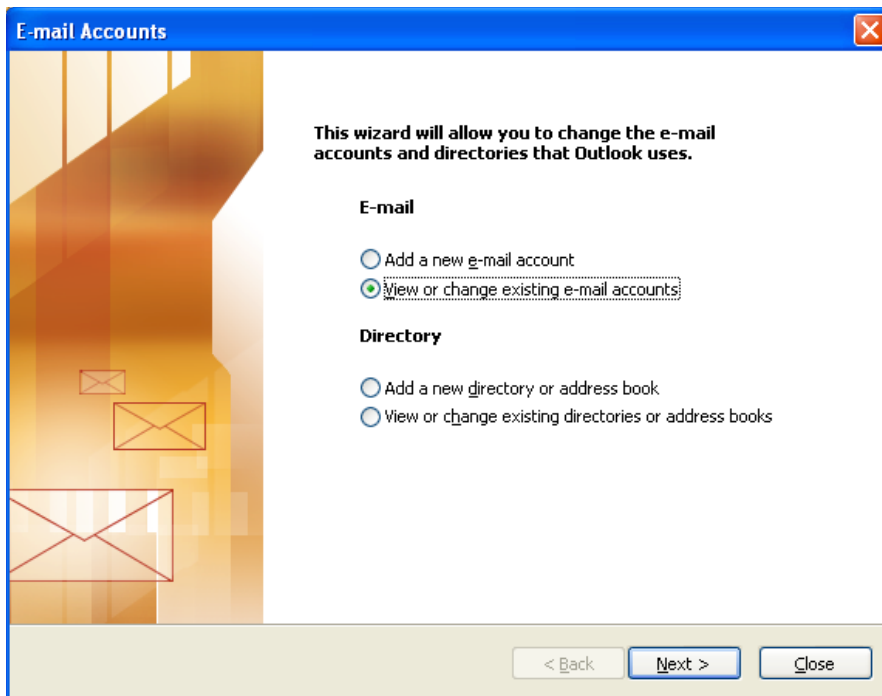 E-mail Accounts
This wizard will allow you to change the e-mail
accounts and directories that Outlook uses.
E-mail
Add a new e-mail account
View or change existing e-mail accounts
Directory
Add a new directory or address book
View or change existing directories or address books
< Back
Next >
Close